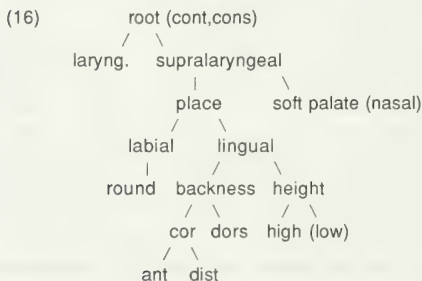 (16) root (cont,cons)
laryng. supralaryngeal
place soft palate (nasal)
labial lingual
round backness height
cor dors high (low)
ant dist